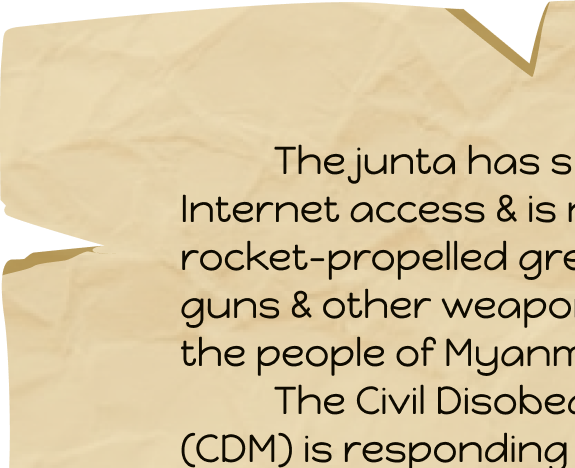 The junta has s
Internet access & is r
rocket-propelled gre
guns & other weapo
the people of Myanm
The Civil Disobe
(CDM) is responding